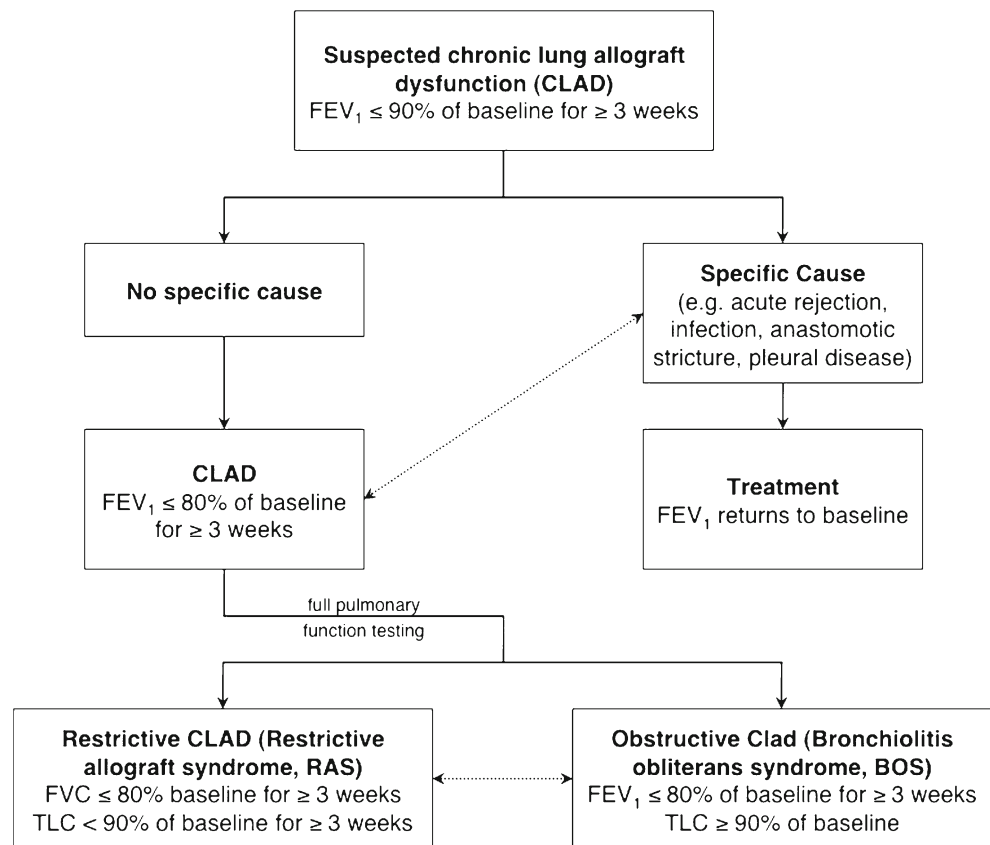 Suspected chronic lung allograft
dysfunction (CLAD)
FEV₁ ≤ 90% of baseline for ≥ 3 weeks
No specific cause
Specific Cause
(e.g. acute rejection,
infection, anastomotic
stricture, pleural disease)
CLAD
FEV₁ ≤ 80% of baseline
for ≥ 3 weeks
Treatment
FEV₁ returns to baseline
full pulmonary
function testing
Restrictive CLAD (Restrictive
allograft syndrome, RAS)
FVC ≤ 80% baseline for ≥ 3 weeks
TLC < 90% of baseline for ≥ 3 weeks
Obstructive Clad (Bronchiolitis
obliterans syndrome, BOS)
FEV₁ ≤ 80% of baseline for ≥ 3 weeks
TLC ≥ 90% of baseline